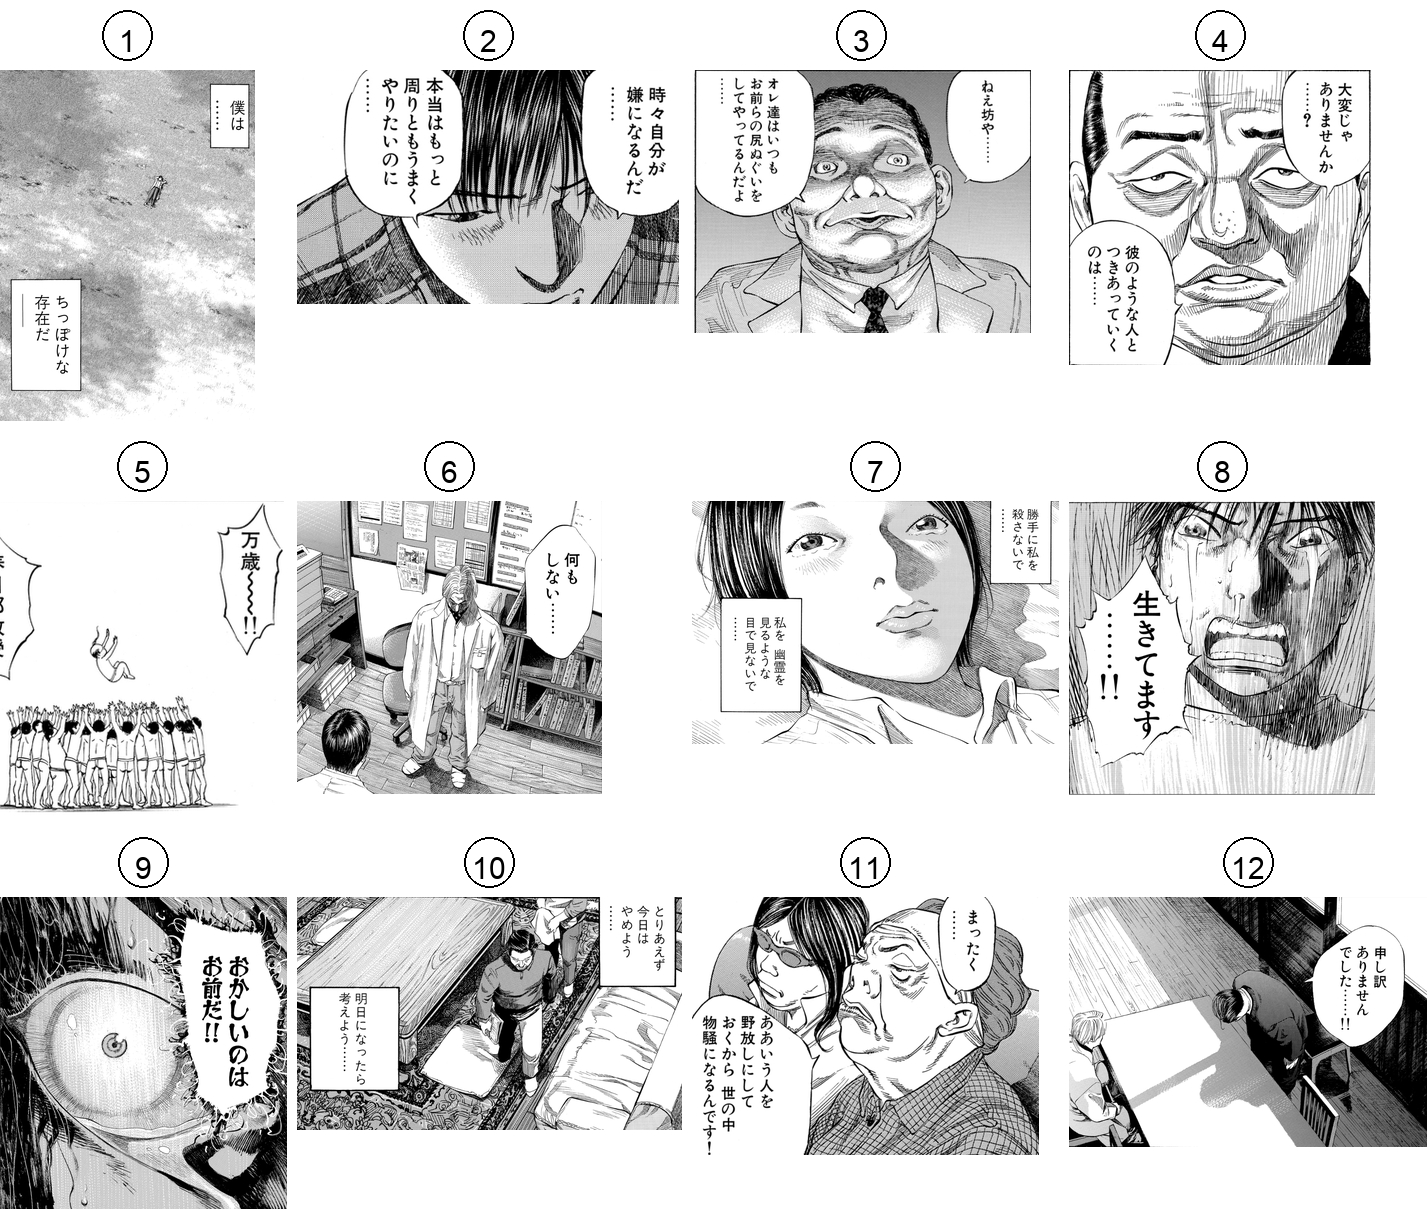 1
僕は
……
ちっぽけな
存在だ
――
2
時々自分が
嫌になるんだ
……
本当はもっと
周りともうまく
やりたいのに
……
3
ねぇ坊や……
オレ達はいつも
お前らの尻ぬぐいを
してやってるんだよ
……
4
大変じゃ
ありませんか
……？
彼のような人と
つきあっていく
のは……
5
万歳〜〜!!
6
何も
しない……
7
勝手に私を
殺さないで
……
私を 幽霊を
見るような
目で見ないで
……
8
生きてます
……!!
9
おかしいのは
お前だ!!
10
とりあえず
今日は
やめよう
……
明日になったら
考えよう……
11
まったく
……
ああいう人を
野放しにして
おくから 世の中
物騒になるんです！
12
申し訳
ありません
でした……!!